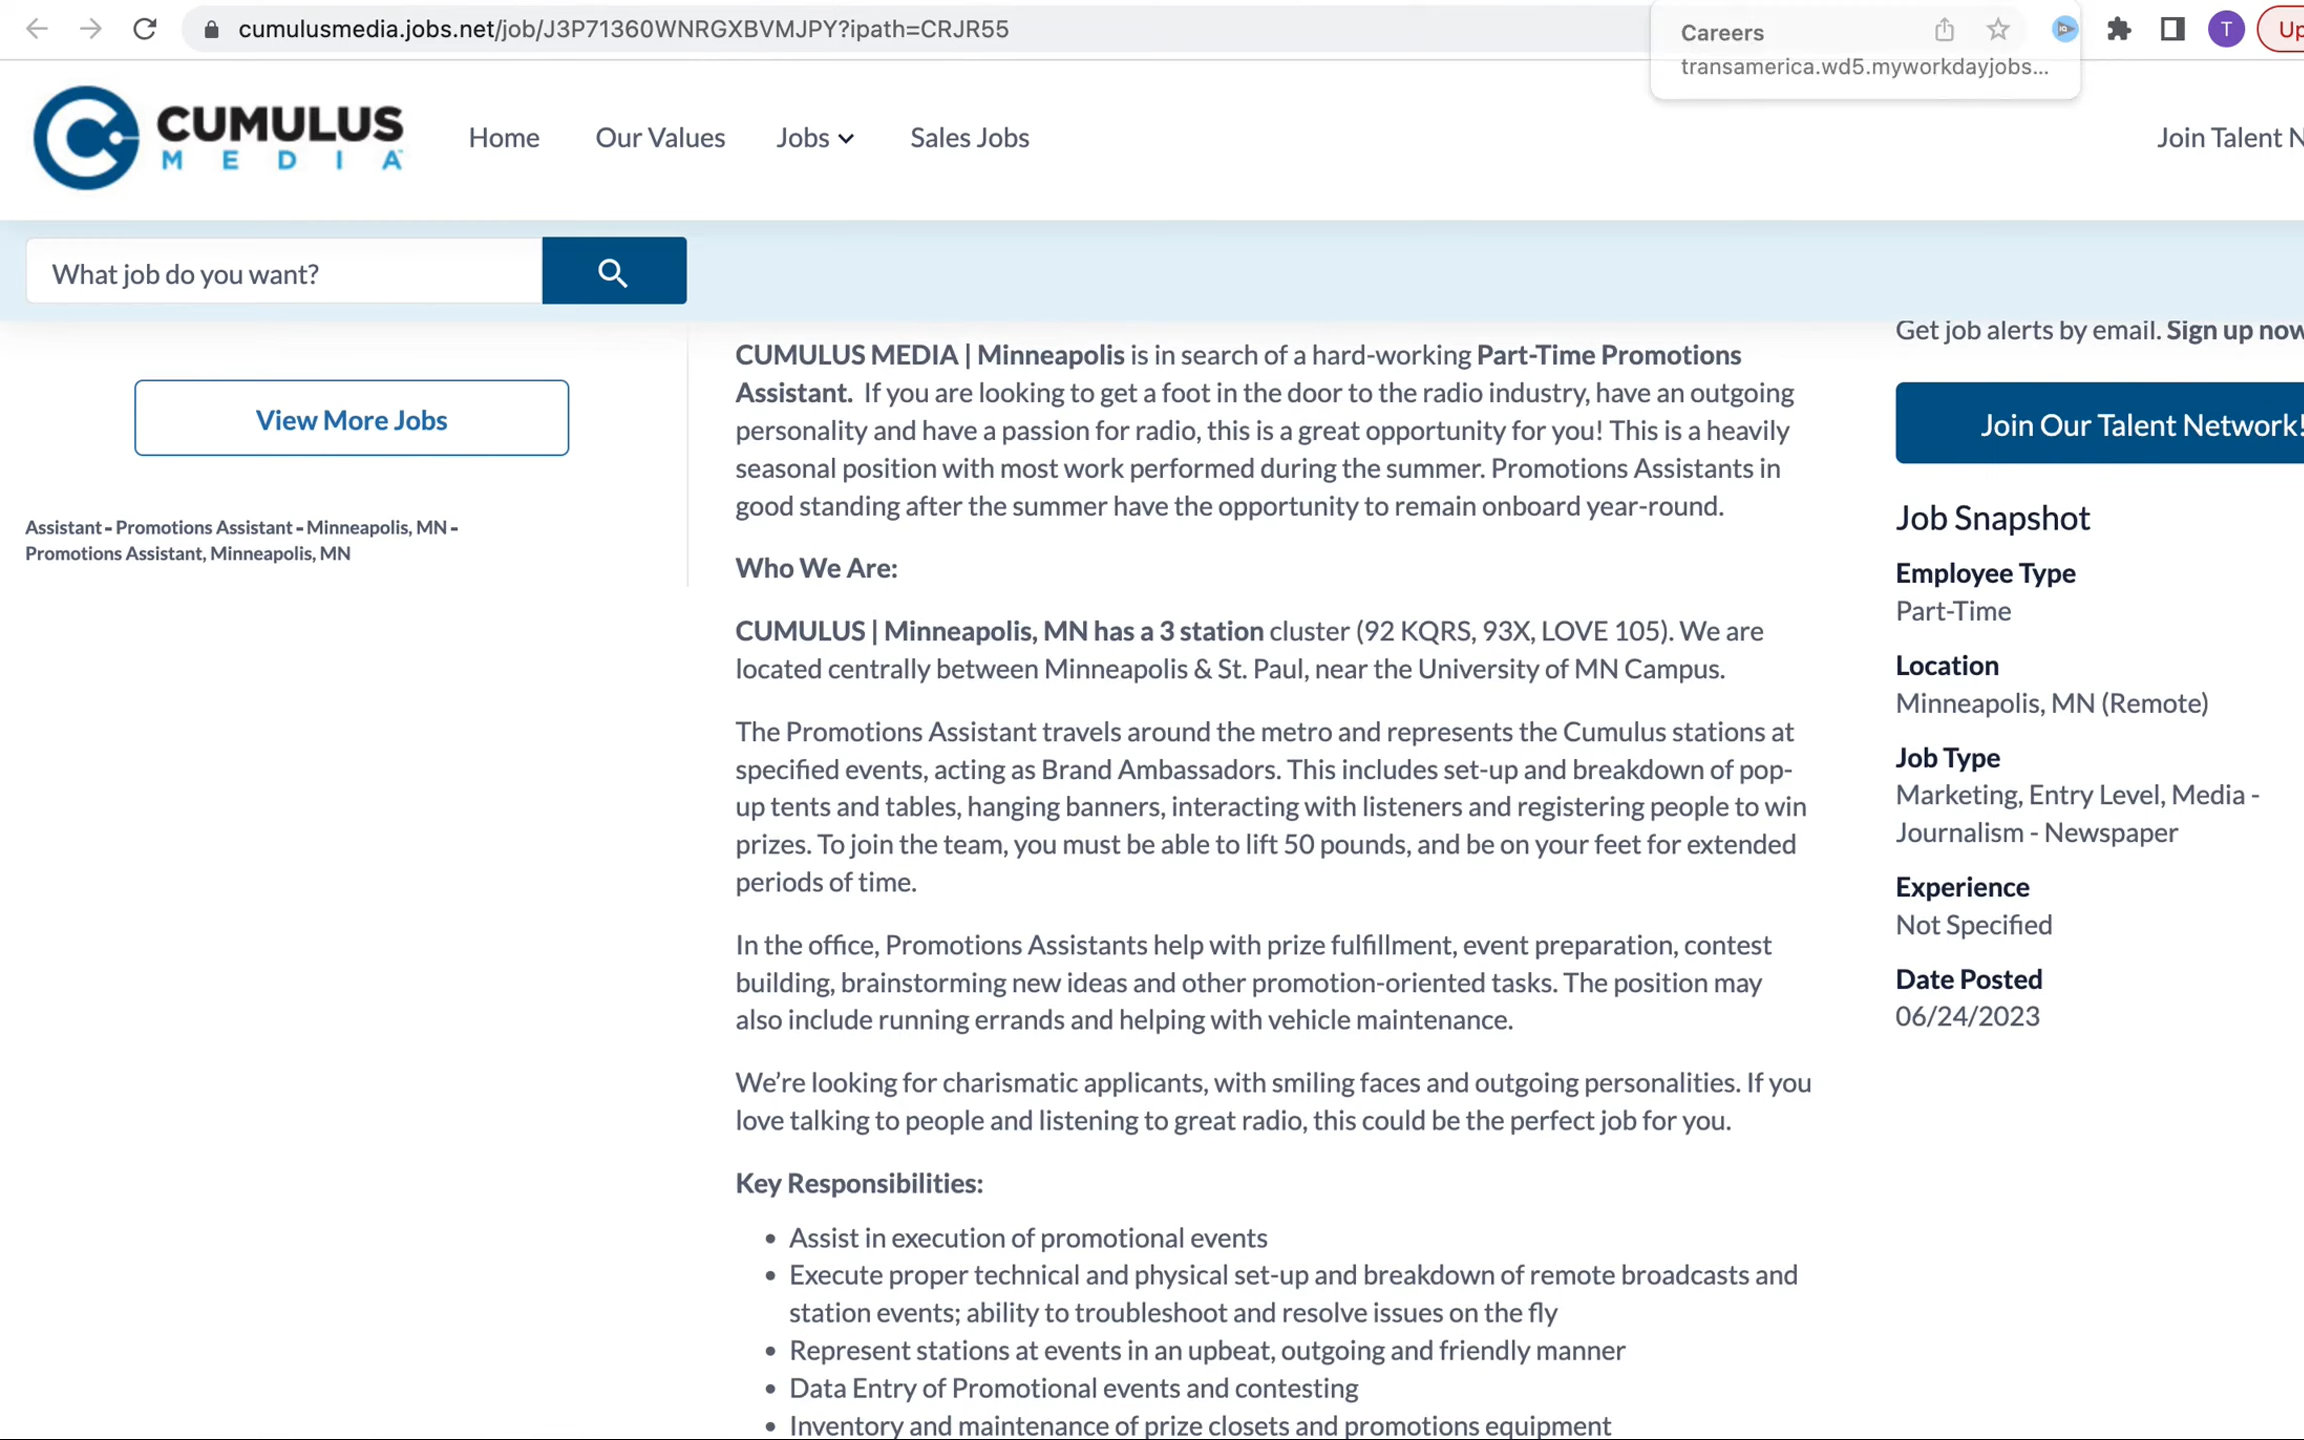 cumulusmedia.jobs.net/job/J3P71360WNRGXBVMJPY?ipath=CRJR55
Careers
transamerica.wd5.myworkdayjobs...
T
Up
CUMULUS
MEDIA
Home
Our Values
Jobs
Sales Jobs
Join Talent N
What job do you want?
View More Jobs
Assistant - Promotions Assistant - Minneapolis, MN -
Promotions Assistant, Minneapolis, MN
CUMULUS MEDIA | Minneapolis is in search of a hard-working Part-Time Promotions
Assistant. If you are looking to get a foot in the door to the radio industry, have an outgoing
personality and have a passion for radio, this is a great opportunity for you! This is a heavily
seasonal position with most work performed during the summer. Promotions Assistants in
good standing after the summer have the opportunity to remain onboard year-round.
Who We Are:
CUMULUS | Minneapolis, MN has a 3 station cluster (92 KQRS, 93X, LOVE 105). We are
located centrally between Minneapolis & St. Paul, near the University of MN Campus.
The Promotions Assistant travels around the metro and represents the Cumulus stations at
specified events, acting as Brand Ambassadors. This includes set-up and breakdown of pop-
up tents and tables, hanging banners, interacting with listeners and registering people to win
prizes. To join the team, you must be able to lift 50 pounds, and be on your feet for extended
periods of time.
In the office, Promotions Assistants help with prize fulfillment, event preparation, contest
building, brainstorming new ideas and other promotion-oriented tasks. The position may
also include running errands and helping with vehicle maintenance.
We're looking for charismatic applicants, with smiling faces and outgoing personalities. If you
love talking to people and listening to great radio, this could be the perfect job for you.
Key Responsibilities:
• Assist in execution of promotional events
• Execute proper technical and physical set-up and breakdown of remote broadcasts and
station events; ability to troubleshoot and resolve issues on the fly
• Represent stations at events in an upbeat, outgoing and friendly manner
• Data Entry of Promotional events and contesting
• Inventory and maintenance of prize closets and promotions equipment
Get job alerts by email. Sign up now
Join Our Talent Network!
Job Snapshot
Employee Type
Part-Time
Location
Minneapolis, MN (Remote)
Job Type
Marketing, Entry Level, Media -
Journalism - Newspaper
Experience
Not Specified
Date Posted
06/24/2023